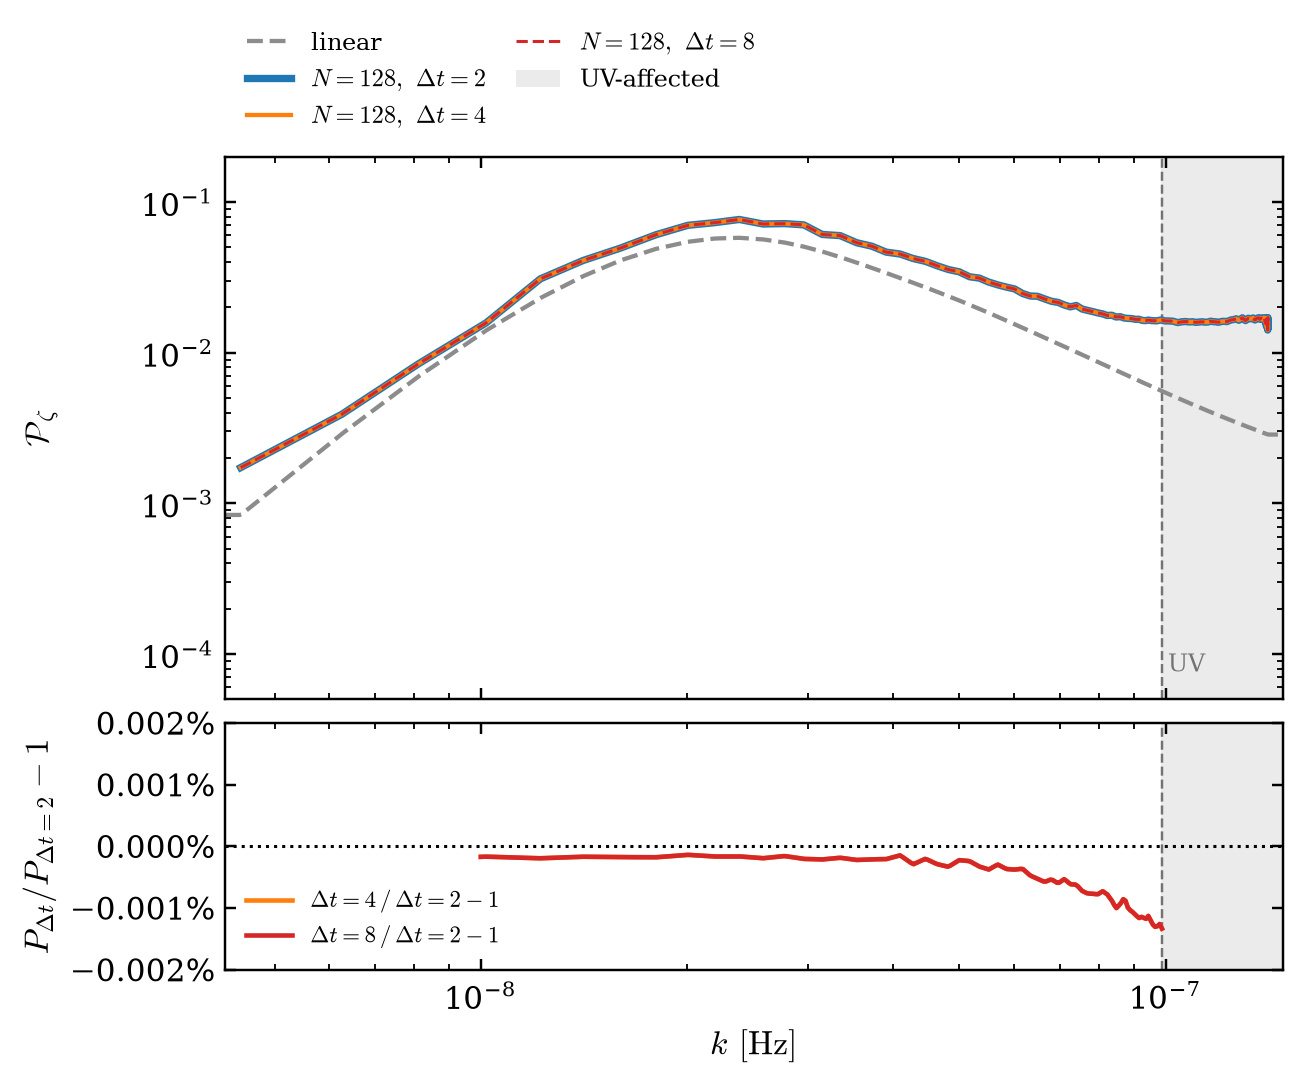 linear
N = 128, Δt = 2
N = 128, Δt = 4
N = 128, Δt = 8
UV-affected
10⁻¹
10⁻²
10⁻³
10⁻⁴
𝒫_ζ
UV
0.002%
0.001%
0.000%
−0.001%
−0.002%
P_Δt/P_Δt=2 − 1
Δt = 4 / Δt = 2 − 1
Δt = 8 / Δt = 2 − 1
10⁻⁸
10⁻⁷
k [Hz]